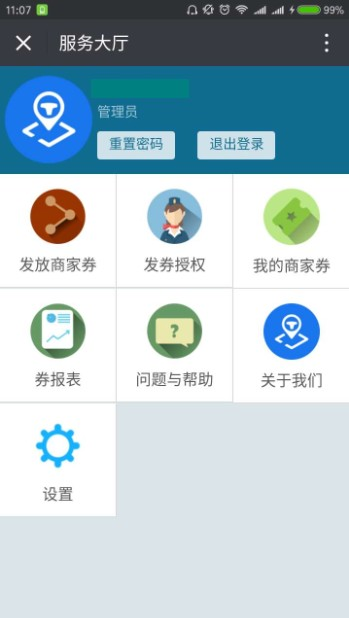 11:07
99%
服务大厅
管理员
重置密码
退出登录
发放商家券
发券授权
我的商家券
券报表
问题与帮助
关于我们
设置